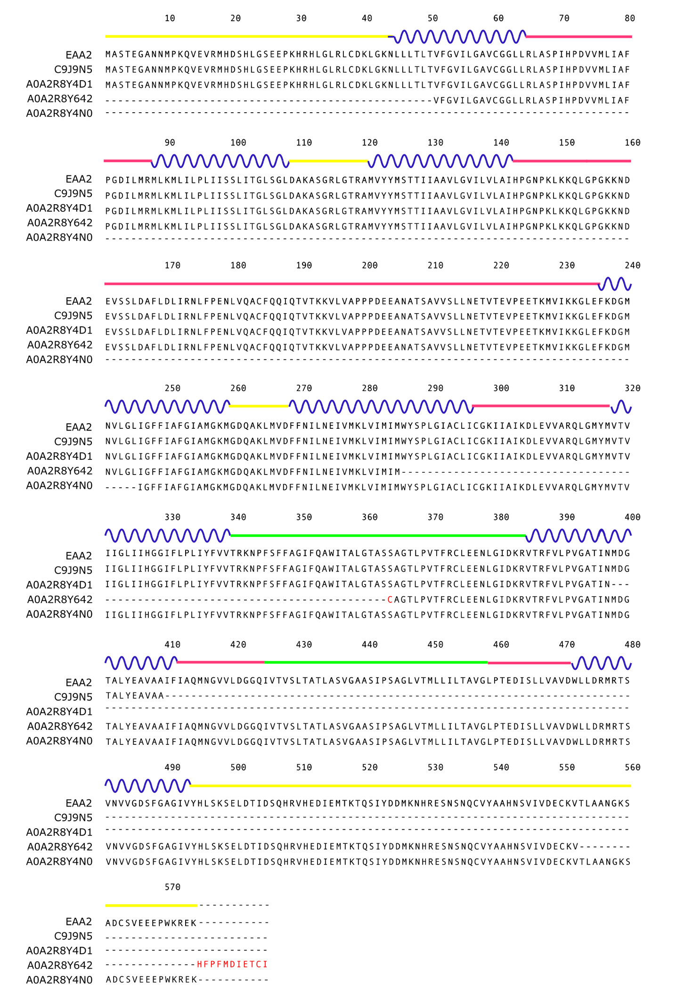 10 20 30 40 50 60 70 80
EAA2 MASTEGANNMPKQVEVRMHDSHLGSEEPKHRHLGLRLCDKLGKNLLLTLTVFGVILGAVCGGLLRLASPIHPDVVMLIAF
C9J9N5 MASTEGANNMPKQVEVRMHDSHLGSEEPKHRHLGLRLCDKLGKNLLLTLTVFGVILGAVCGGLLRLASPIHPDVVMLIAF
A0A2R8Y4D1 MASTEGANNMPKQVEVRMHDSHLGSEEPKHRHLGLRLCDKLGKNLLLTLTVFGVILGAVCGGLLRLASPIHPDVVMLIAF
A0A2R8Y642 --------------------------------------------------VFGVILGAVCGGLLRLASPIHPDVVMLIAF
A0A2R8Y4N0 --------------------------------------------------------------------------------
90 100 110 120 130 140 150 160
EAA2 PGDILMRMLKMLILPLIISSLITGLSGLDAKASGRLGTRAMVYYMSTTIIAAVLGVILVLAIHPGNPKLKKQLGPGKKND
C9J9N5 PGDILMRMLKMLILPLIISSLITGLSGLDAKASGRLGTRAMVYYMSTTIIAAVLGVILVLAIHPGNPKLKKQLGPGKKND
A0A2R8Y4D1 PGDILMRMLKMLILPLIISSLITGLSGLDAKASGRLGTRAMVYYMSTTIIAAVLGVILVLAIHPGNPKLKKQLGPGKKND
A0A2R8Y642 PGDILMRMLKMLILPLIISSLITGLSGLDAKASGRLGTRAMVYYMSTTIIAAVLGVILVLAIHPGNPKLKKQLGPGKKND
A0A2R8Y4N0 --------------------------------------------------------------------------------
170 180 190 200 210 220 230 240
EAA2 EVSSLDAFLDLIRNLFPENLVQACFQQIQTVTKKVLVAPPPDEEANATSAVVSLLNETVTEVPEETKMVIKKGLEFKDGM
C9J9N5 EVSSLDAFLDLIRNLFPENLVQACFQQIQTVTKKVLVAPPPDEEANATSAVVSLLNETVTEVPEETKMVIKKGLEFKDGM
A0A2R8Y4D1 EVSSLDAFLDLIRNLFPENLVQACFQQIQTVTKKVLVAPPPDEEANATSAVVSLLNETVTEVPEETKMVIKKGLEFKDGM
A0A2R8Y642 EVSSLDAFLDLIRNLFPENLVQACFQQIQTVTKKVLVAPPPDEEANATSAVVSLLNETVTEVPEETKMVIKKGLEFKDGM
A0A2R8Y4N0 --------------------------------------------------------------------------------
250 260 270 280 290 300 310 320
EAA2 NVLGLIGFFIAFGIAMGKMGDQAKLMVDFFNILNEIVMKLVIMIMWYSPLGIACLICGKIIAIKDLEVVARQLGMYMVTV
C9J9N5 NVLGLIGFFIAFGIAMGKMGDQAKLMVDFFNILNEIVMKLVIMIMWYSPLGIACLICGKIIAIKDLEVVARQLGMYMVTV
A0A2R8Y4D1 NVLGLIGFFIAFGIAMGKMGDQAKLMVDFFNILNEIVMKLVIMIMWYSPLGIACLICGKIIAIKDLEVVARQLGMYMVTV
A0A2R8Y642 NVLGLIGFFIAFGIAMGKMGDQAKLMVDFFNILNEIVMKLVIMIM-----------------------------------
A0A2R8Y4N0 -----IGFFIAFGIAMGKMGDQAKLMVDFFNILNEIVMKLVIMIMWYSPLGIACLICGKIIAIKDLEVVARQLGMYMVTV
330 340 350 360 370 380 390 400
EAA2 IIGLIIHGGIFLPLIYFVVTRKNPFSFFAGIFQAWITALGTASSAGTLPVTFRCLEENLGIDKRVTRFVLPVGATINMDG
C9J9N5 IIGLIIHGGIFLPLIYFVVTRKNPFSFFAGIFQAWITALGTASSAGTLPVTFRCLEENLGIDKRVTRFVLPVGATINMDG
A0A2R8Y4D1 IIGLIIHGGIFLPLIYFVVTRKNPFSFFAGIFQAWITALGTASSAGTLPVTFRCLEENLGIDKRVTRFVLPVGATIN---
A0A2R8Y642 -------------------------------------------CAGTLPVTFRCLEENLGIDKRVTRFVLPVGATINMDG
A0A2R8Y4N0 IIGLIIHGGIFLPLIYFVVTRKNPFSFFAGIFQAWITALGTASSAGTLPVTFRCLEENLGIDKRVTRFVLPVGATINMDG
410 420 430 440 450 460 470 480
EAA2 TALYEAVAAIFIAQMNGVVLDGGQIVTVSLTATLASVGAASIPSAGLVTMLLILTAVGLPTEDISLLVAVDWLLDRMRTS
C9J9N5 TALYEAVAA-----------------------------------------------------------------------
A0A2R8Y4D1 --------------------------------------------------------------------------------
A0A2R8Y642 TALYEAVAAIFIAQMNGVVLDGGQIVTVSLTATLASVGAASIPSAGLVTMLLILTAVGLPTEDISLLVAVDWLLDRMRTS
A0A2R8Y4N0 TALYEAVAAIFIAQMNGVVLDGGQIVTVSLTATLASVGAASIPSAGLVTMLLILTAVGLPTEDISLLVAVDWLLDRMRTS
490 500 510 520 530 540 550 560
EAA2 VNVVGDSFGAGIVYHLSKSELDTIDSQHRVHEDIEMTKTQSIYDDMKNHRESNSNQCVYAAHNSVIVDECKVTLAANGKS
C9J9N5 --------------------------------------------------------------------------------
A0A2R8Y4D1 --------------------------------------------------------------------------------
A0A2R8Y642 VNVVGDSFGAGIVYHLSKSELDTIDSQHRVHEDIEMTKTQSIYDDMKNHRESNSNQCVYAAHNSVIVDECKV--------
A0A2R8Y4N0 VNVVGDSFGAGIVYHLSKSELDTIDSQHRVHEDIEMTKTQSIYDDMKNHRESNSNQCVYAAHNSVIVDECKVTLAANGKS
570
-----------
EAA2 ADCSVEEEPWKREK-----------
C9J9N5 -------------------------
A0A2R8Y4D1 -------------------------
A0A2R8Y642 --------------HFPFMDIETCI
A0A2R8Y4N0 ADCSVEEEPWKREK-----------